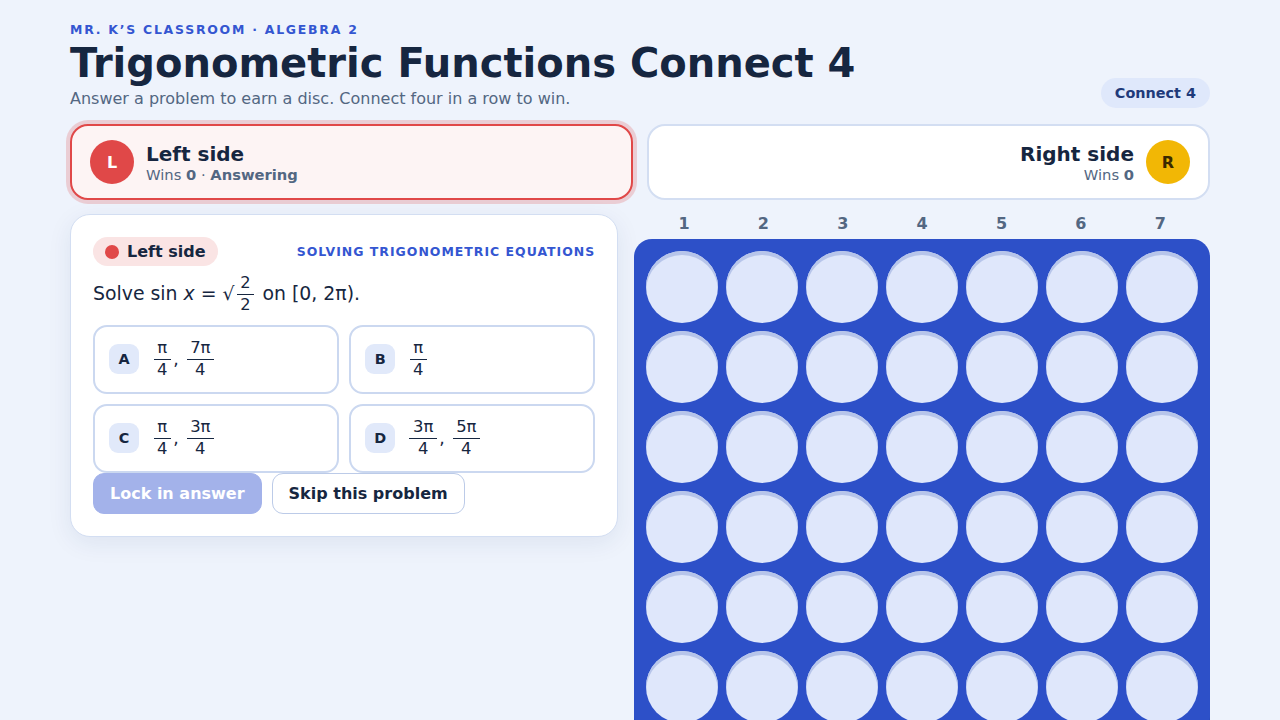 MR. K’S CLASSROOM · ALGEBRA 2
Trigonometric Functions Connect 4
Answer a problem to earn a disc. Connect four in a row to win.
Connect 4
L
Left side
Wins 0 · Answering
Right side
Wins 0
R
Left side
SOLVING TRIGONOMETRIC EQUATIONS
Solve sin x = √2/2 on [0, 2π).
A π/4, 7π/4
B π/4
C π/4, 3π/4
D 3π/4, 5π/4
Lock in answer
Skip this problem
1 2 3 4 5 6 7